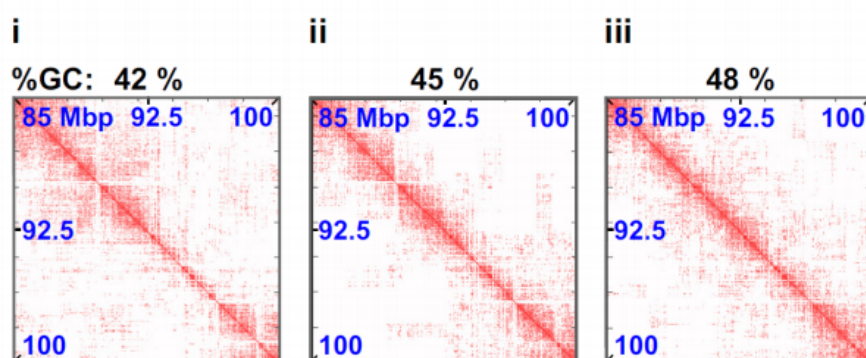 i ii iii
%GC: 42 % 45 % 48 %
85 Mbp 92.5 100 85 Mbp 92.5 100 85 Mbp 92.5 100
92.5 92.5 92.5
100 100 100